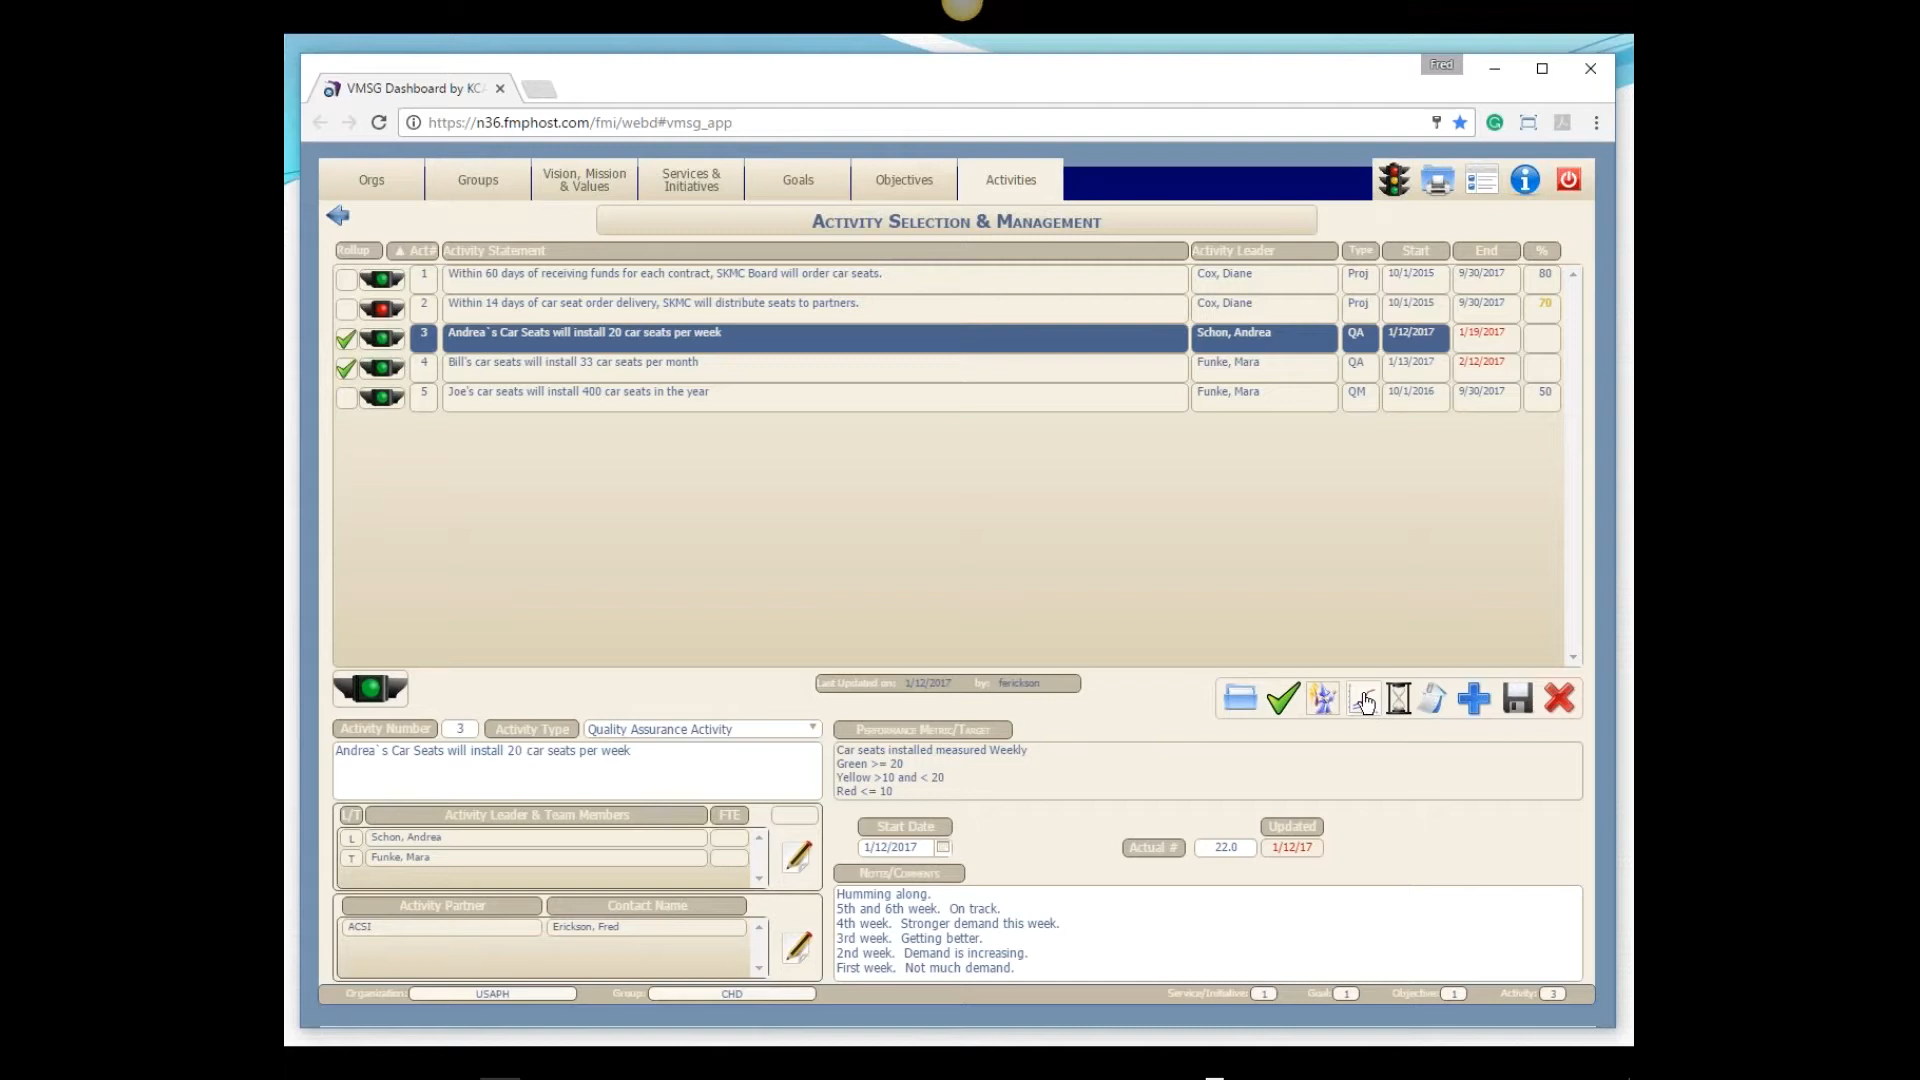 Fred
VMSG Dashboard by KCA
https://n36.fmphost.com/fmi/webd#vmsg_app
Orgs
Groups
Vision, Mission
& Values
Services &
Initiatives
Goals
Objectives
Activities
Activity Selection & Management
Rollup ▲ Act# Activity Statement Activity Leader Type Start End %
1 Within 60 days of receiving funds for each contract, SKMC Board will order car seats. Cox, Diane Proj 10/1/2015 9/30/2017 80
2 Within 14 days of car seat order delivery, SKMC will distribute seats to partners. Cox, Diane Proj 10/1/2015 9/30/2017 70
3 Andrea`s Car Seats will install 20 car seats per week Schon, Andrea QA 1/12/2017 1/19/2017
4 Bill's car seats will install 33 car seats per month Funke, Mara QA 1/13/2017 2/12/2017
5 Joe's car seats will install 400 car seats in the year Funke, Mara QM 10/1/2016 9/30/2017 50
Last Updated on: 1/12/2017 by: ferickson
Activity Number 3 Activity Type Quality Assurance Activity
Andrea`s Car Seats will install 20 car seats per week
Performance Metric/Target
Car seats installed measured Weekly
Green >= 20
Yellow >10 and < 20
Red <= 10
L/T Activity Leader & Team Members FTE
L Schon, Andrea
T Funke, Mara
Start Date
1/12/2017
Updated
Actual # 22.0 1/12/17
Notes/Comments
Humming along.
5th and 6th week. On track.
4th week. Stronger demand this week.
3rd week. Getting better.
2nd week. Demand is increasing.
First week. Not much demand.
Activity Partner Contact Name
ACSI Erickson, Fred
Organization: USAPH Group: CHD Service/Initiative: 1 Goal: 1 Objective: 1 Activity: 3